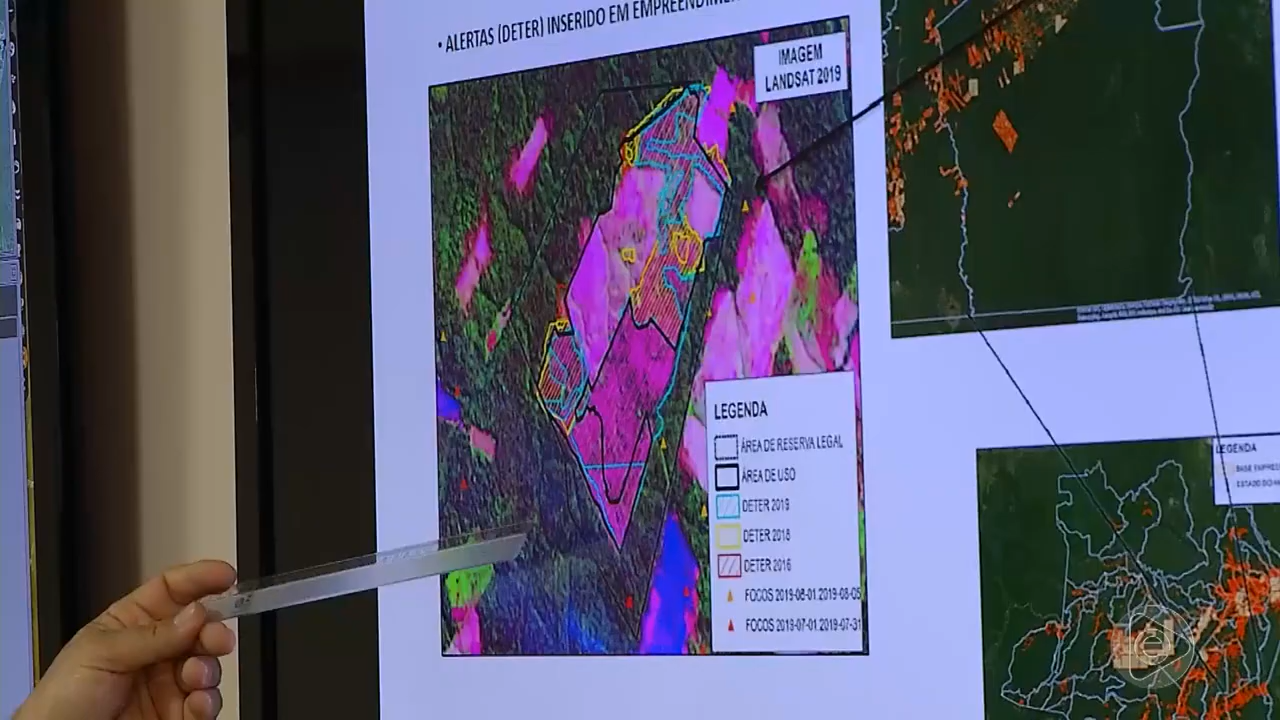 • ALERTAS (DETER) INSERIDO EM
IMAGEM
LANDSAT 2019
LEGENDA
ÁREA DE RESERVA LEGAL
ÁREA DE USO
DETER 2019
DETER 2018
DETER 2016
FOCOS 2019-08-01.2019-08-05
FOCOS 2019-07-01.2019-07-31
LEGENDA